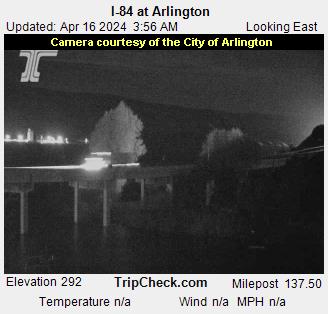 I-84 at Arlington
Updated: Apr 16 2024 3:56 AM Looking East
Camera courtesy of the City of Arlington
Elevation 292 TripCheck.com Milepost 137.50
Temperature n/a Wind n/a MPH n/a